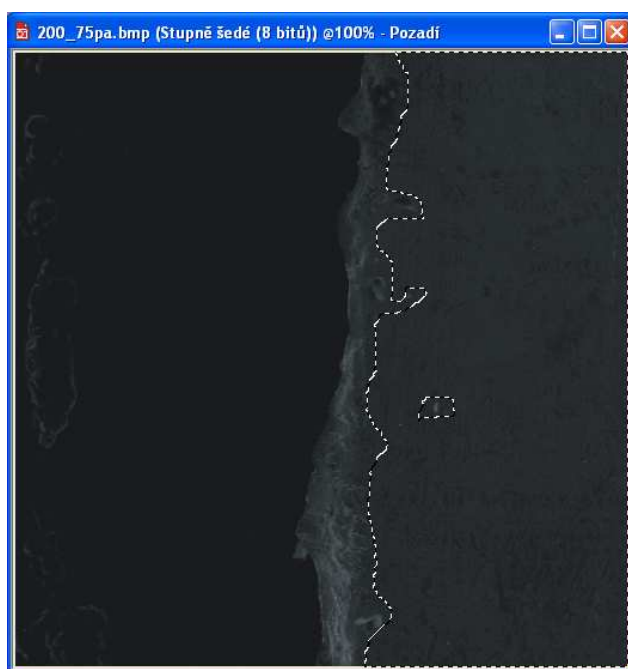 200_75pa.bmp (Stupně šedé (8 bitů)) @100% - Pozadí